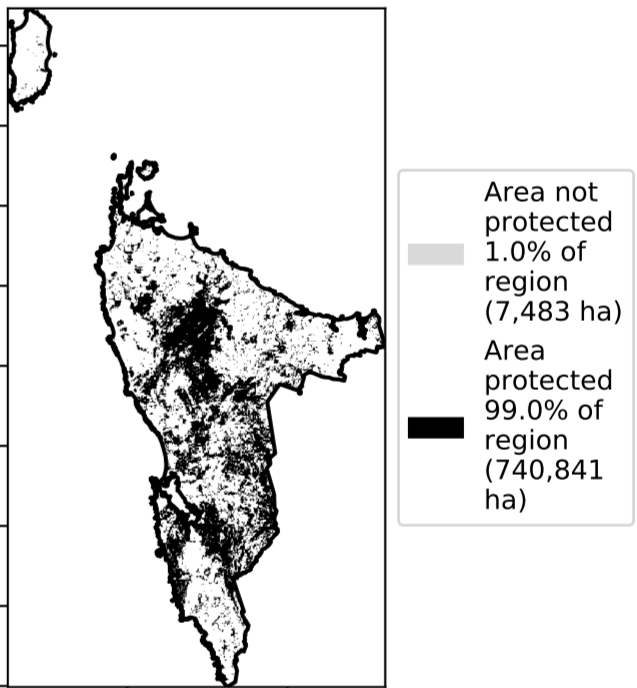 Area not
protected
1.0% of
region
(7,483 ha)
Area
protected
99.0% of
region
(740,841
ha)